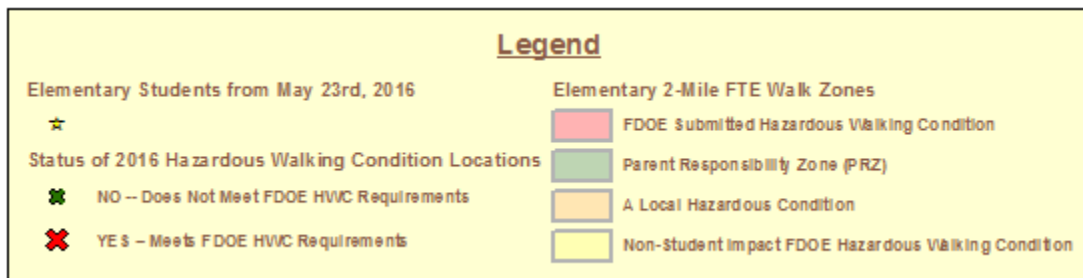 Legend
Elementary Students from May 23rd, 2016
Status of 2016 Hazardous Walking Condition Locations
NO -- Does Not Meet FDOE HWC Requirements
YES – Meets FDOE HWC Requirements
Elementary 2-Mile FTE Walk Zones
FDOE Submitted Hazardous Walking Condition
Parent Responsibility Zone (PRZ)
A Local Hazardous Condition
Non-Student Impact FDOE Hazardous Walking Condition